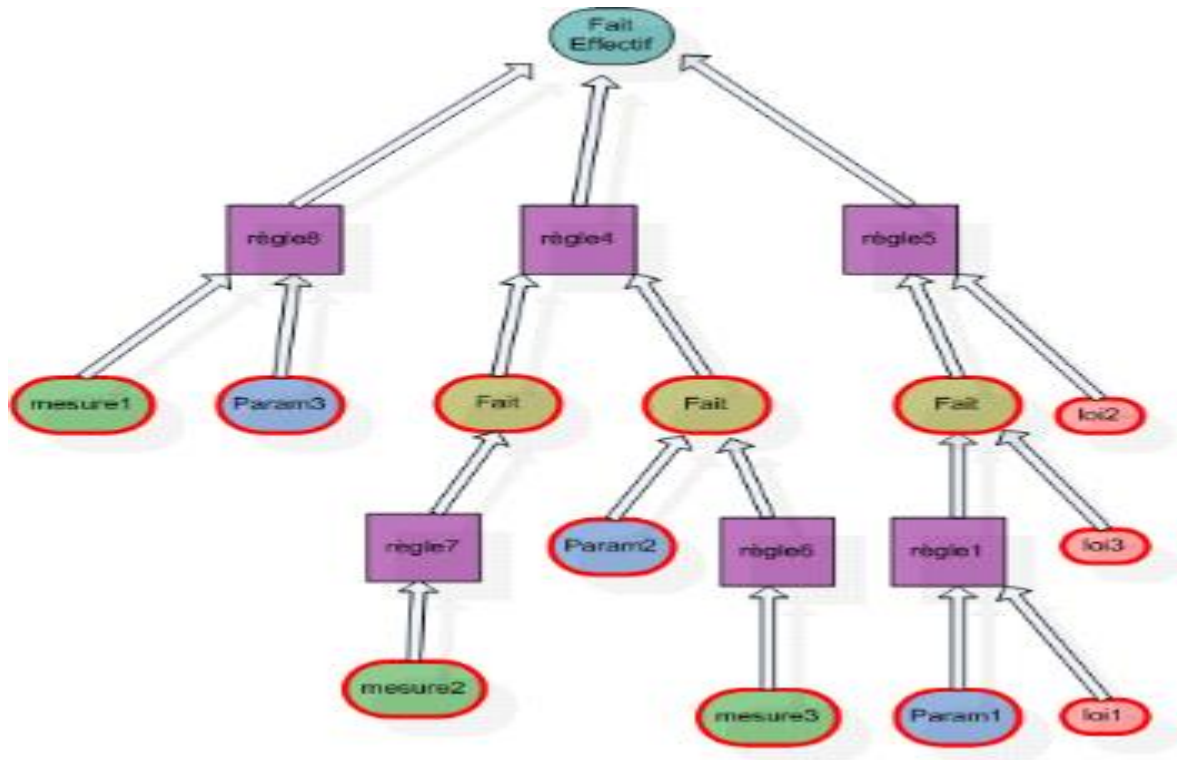 Fait
Effectif
règle8
règle4
règle5
mesure1
Param3
Fait
Fait
Fait
loi2
règle7
Param2
règle6
règle1
loi3
mesure2
mesure3
Param1
loi1